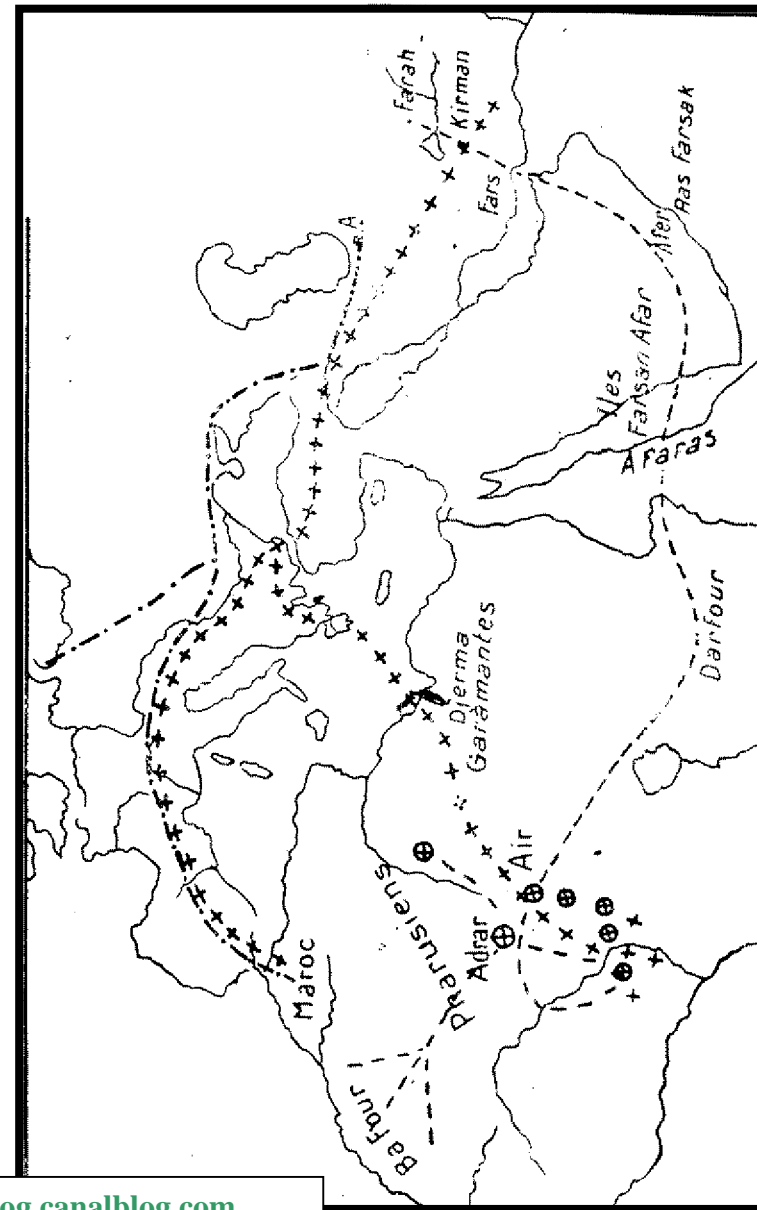 Farah
Kirman
Fars
A
Afer
Ras Farsak
Iles
Farsan Afar
Afaras
Djerma
Garamantes
Darfour
Air
Adrar
Pharusiens
Maroc
Bafour
og.canalblog.com